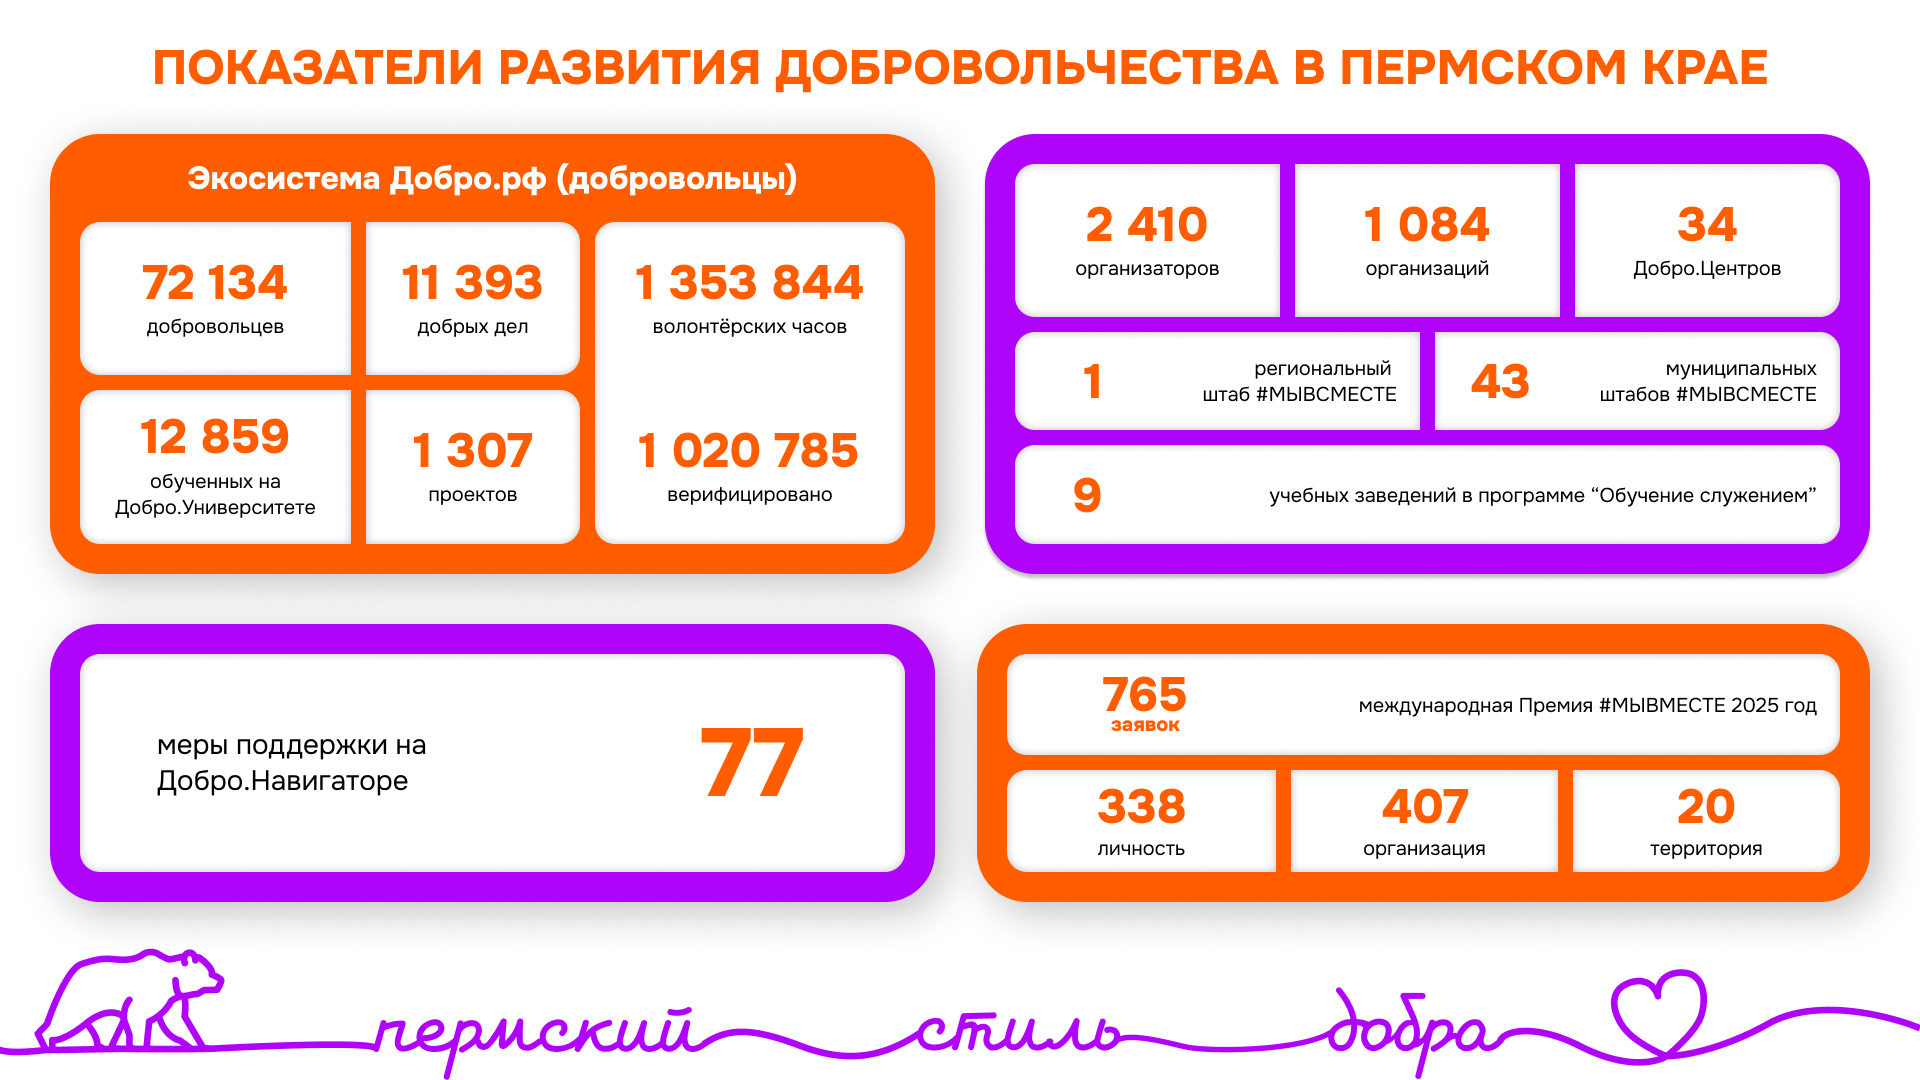 ПОКАЗАТЕЛИ РАЗВИТИЯ ДОБРОВОЛЬЧЕСТВА В ПЕРМСКОМ КРАЕ
Экосистема Добро.рф (добровольцы)
72 134
добровольцев
11 393
добрых дел
1 353 844
волонтёрских часов
12 859
обученных на
Добро.Университете
1 307
проектов
1 020 785
верифицировано
2 410
организаторов
1 084
организаций
34
Добро.Центров
1
региональный
штаб #МЫВСМЕСТЕ
43
муниципальных
штабов #МЫВСМЕСТЕ
9
учебных заведений в программе “Обучение служением”
меры поддержки на
Добро.Навигаторе
77
765
заявок
международная Премия #МЫВМЕСТЕ 2025 год
338
личность
407
организация
20
территория
пермский стиль добра